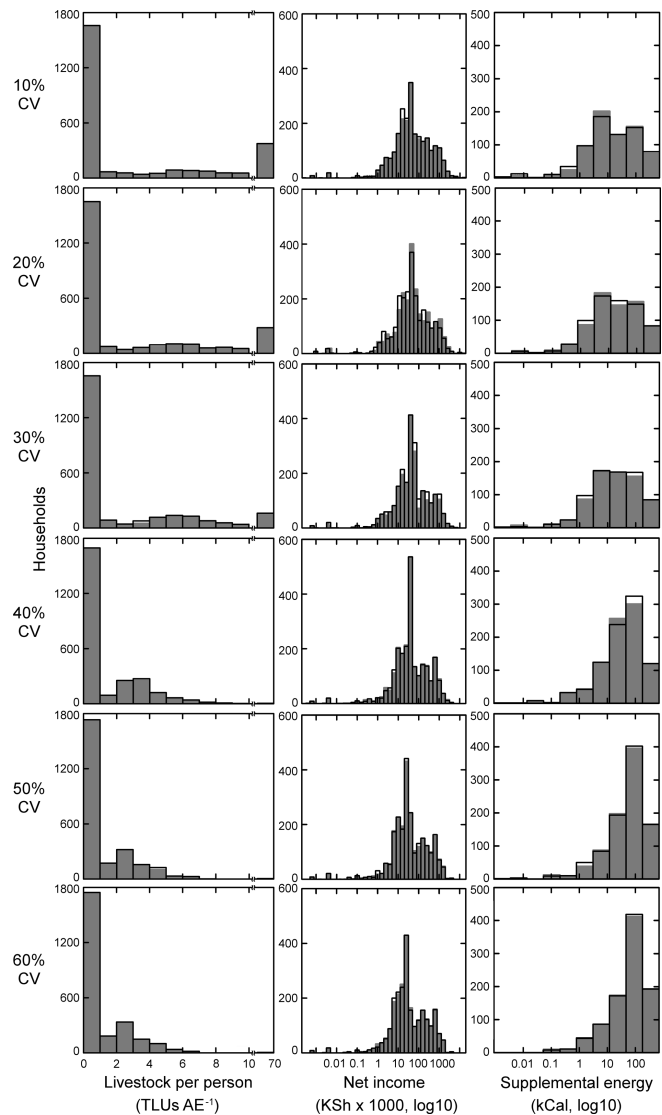 1800 600 500
10% CV 1200 400 400 300
600 200 200 100
0 0 0
1800 600 500
20% CV 1200 400 400 300
600 200 200 100
0 0 0
1800 600 500
30% CV 1200 400 400 300
600 200 200 100
0 0 0
Households
1800 600 500
40% CV 1200 400 400 300
600 200 200 100
0 0 0
1800 600 500
50% CV 1200 400 400 300
600 200 200 100
0 0 0
1800 600 500
60% CV 1200 400 400 300
600 200 200 100
0 0 0
0 2 4 6 8 10 70 0.01 0.1 1 10 100 1000 0.01 1 100
Livestock per person Net income Supplemental energy
(TLUs AE⁻¹) (KSh x 1000, log10) (kCal, log10)